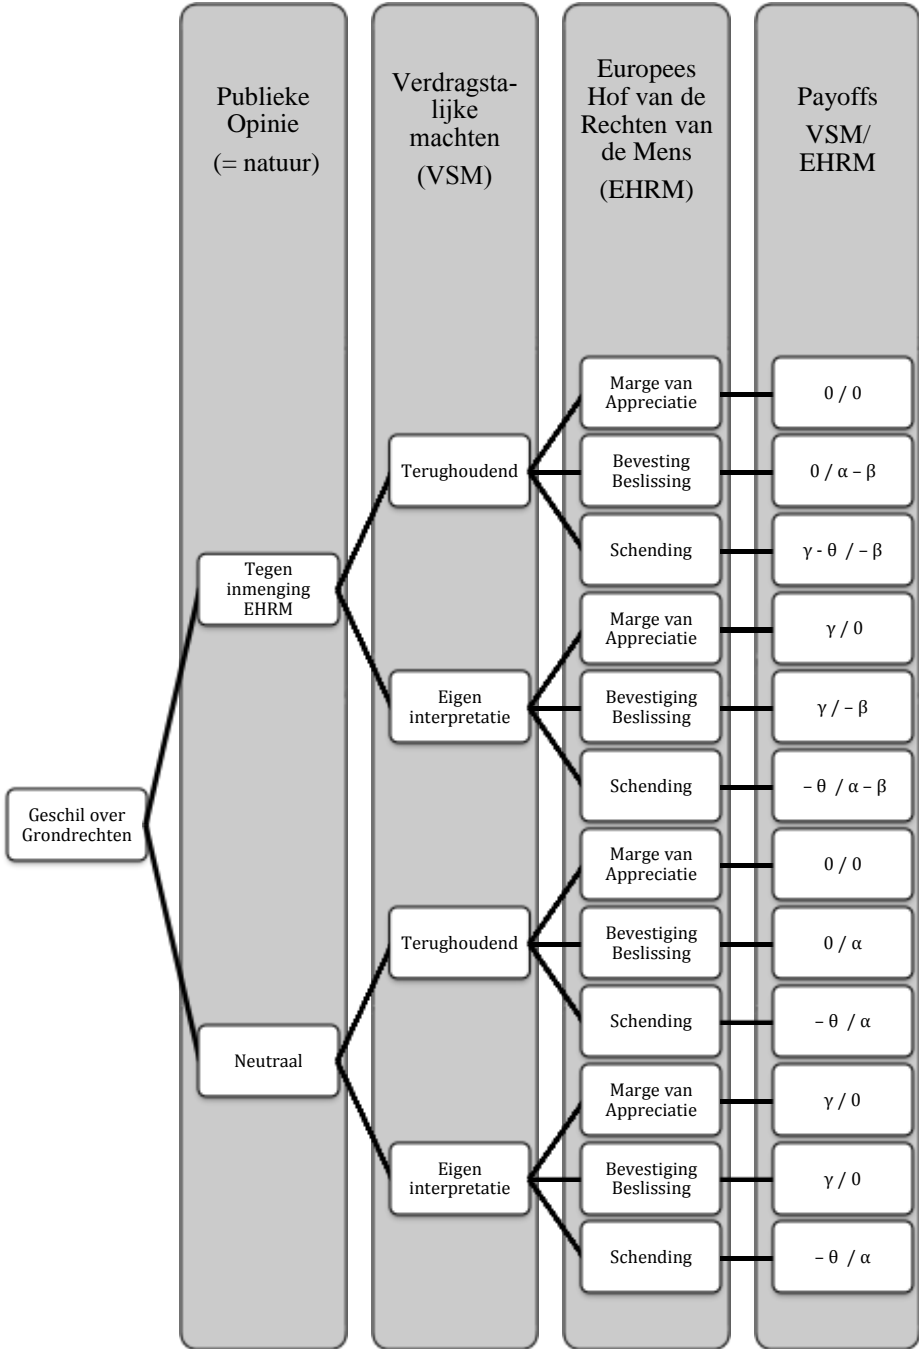 Publieke
Opinie
(= natuur)
Verdragsta-
lijke
machten
(VSM)
Europees
Hof van de
Rechten van
de Mens
(EHRM)
Payoffs
VSM/
EHRM
Geschil over
Grondrechten
Tegen
inmenging
EHRM
Terughoudend
Marge van
Appreciatie
0 / 0
Bevesting
Beslissing
0 / α – β
Schending
γ - θ / – β
Eigen
interpretatie
Marge van
Appreciatie
γ / 0
Bevestiging
Beslissing
γ / – β
Schending
– θ / α – β
Neutraal
Terughoudend
Marge van
Appreciatie
0 / 0
Bevestiging
Beslissing
0 / α
Schending
– θ / α
Eigen
interpretatie
Marge van
Appreciatie
γ / 0
Bevestiging
Beslissing
γ / 0
Schending
– θ / α